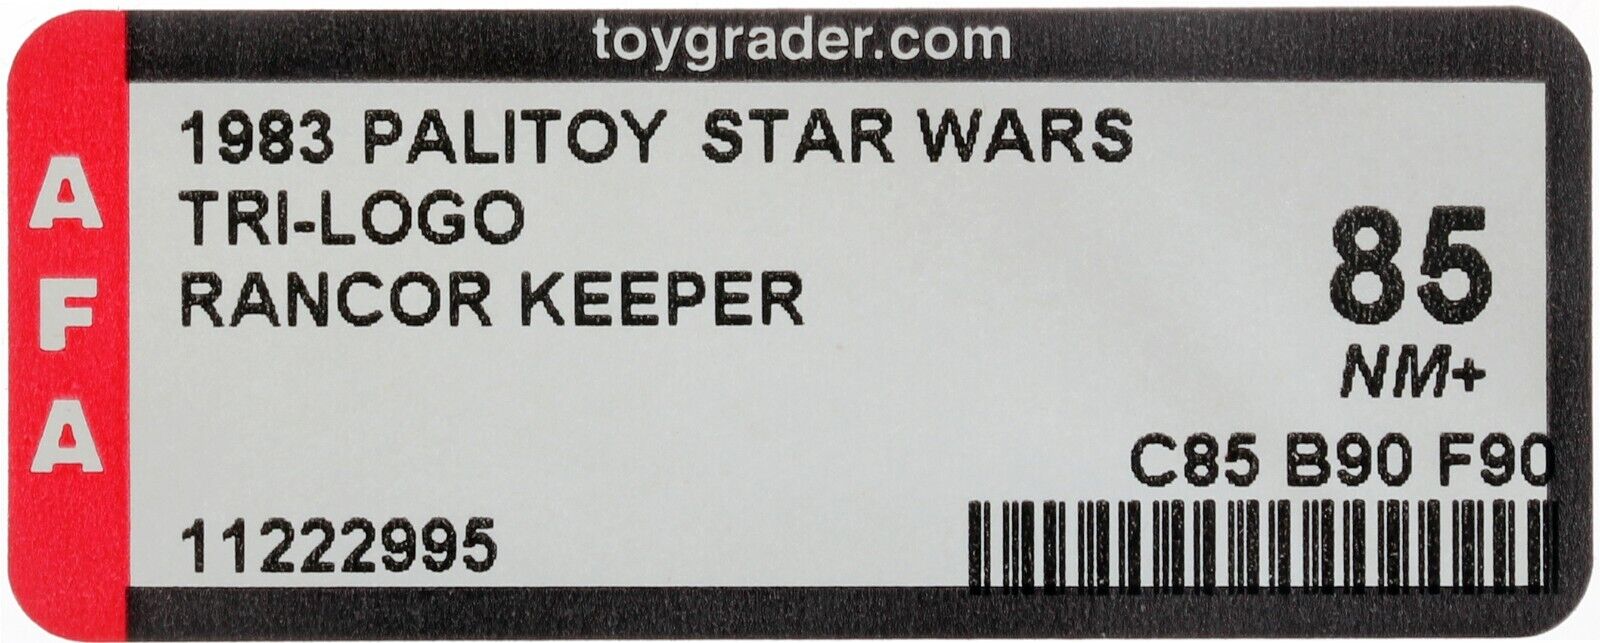 toygrader.com
AFA
1983 PALITOY STAR WARS
TRI-LOGO
RANCOR KEEPER
85
NM+
C85 B90 F90
11222995